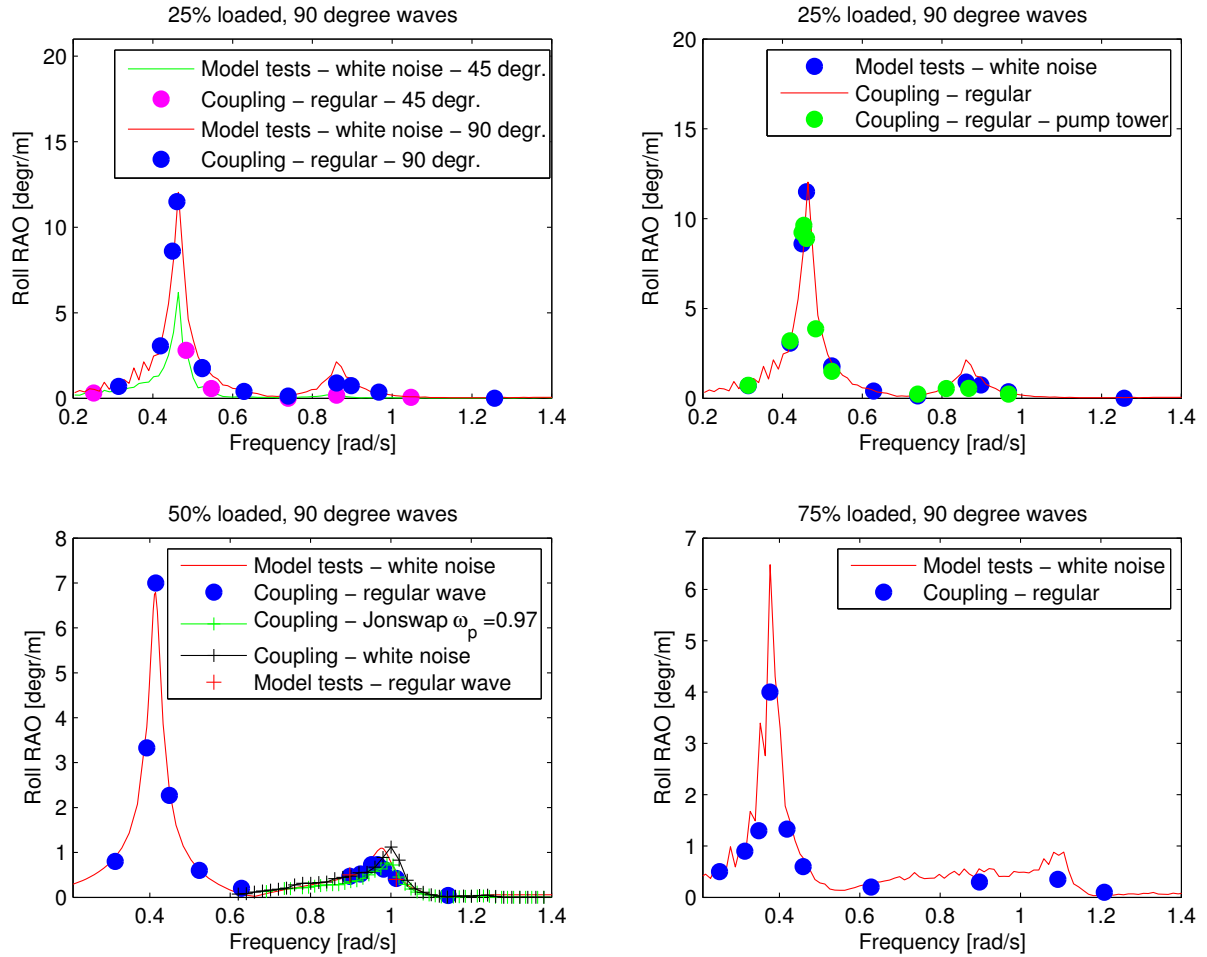 25% loaded, 90 degree waves
Roll RAO [degr/m]
20
15
10
5
0
Model tests − white noise − 45 degr.
Coupling − regular − 45 degr.
Model tests − white noise − 90 degr.
Coupling − regular − 90 degr.
0.2 0.4 0.6 0.8 1 1.2 1.4
Frequency [rad/s]
25% loaded, 90 degree waves
Roll RAO [degr/m]
20
15
10
5
0
Model tests − white noise
Coupling − regular
Coupling − regular − pump tower
0.2 0.4 0.6 0.8 1 1.2 1.4
Frequency [rad/s]
50% loaded, 90 degree waves
Roll RAO [degr/m]
8
7
6
5
4
3
2
1
0
Model tests − white noise
Coupling − regular wave
Coupling − Jonswap ω_p =0.97
Coupling − white noise
Model tests − regular wave
0.4 0.6 0.8 1 1.2 1.4
Frequency [rad/s]
75% loaded, 90 degree waves
Roll RAO [degr/m]
7
6
5
4
3
2
1
0
Model tests − white noise
Coupling − regular
0.4 0.6 0.8 1 1.2 1.4
Frequency [rad/s]